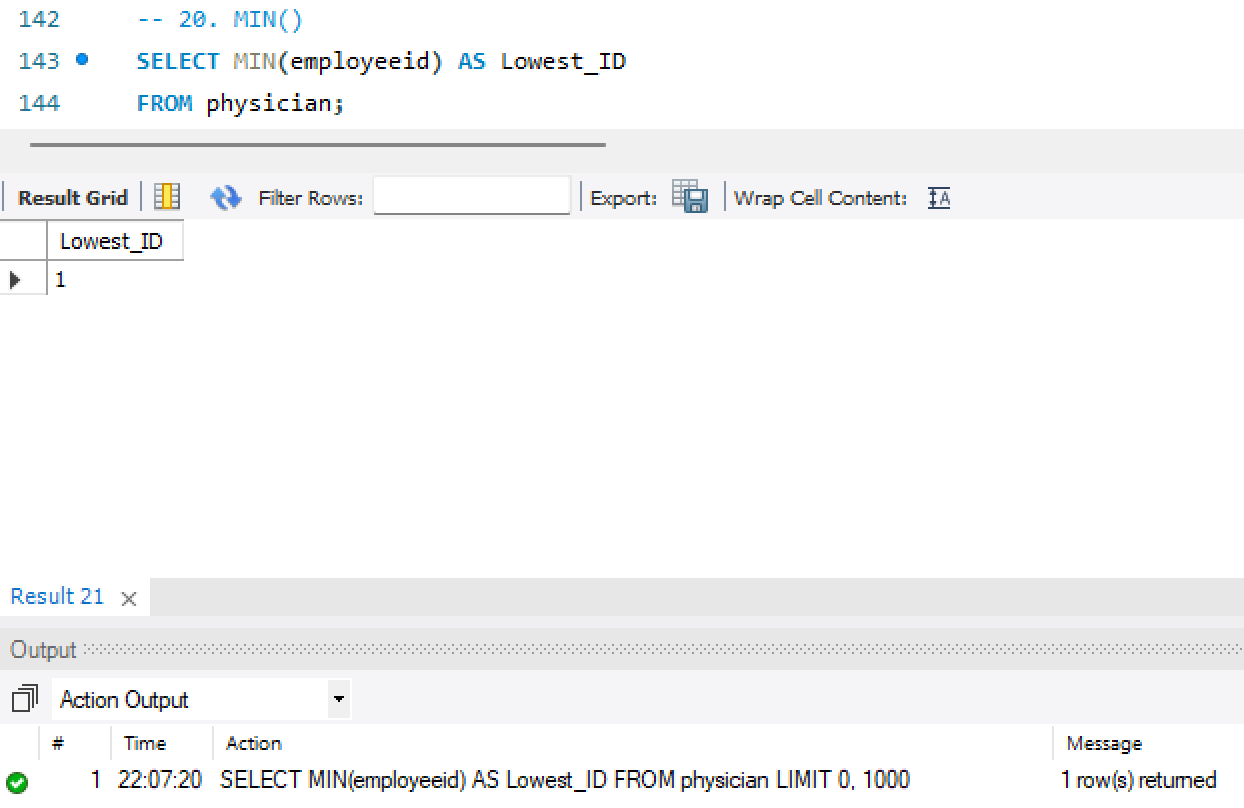 142 -- 20. MIN()
143 SELECT MIN(employeeid) AS Lowest_ID
144 FROM physician;
Result Grid Filter Rows: Export: Wrap Cell Content: A
Lowest_ID
1
Result 21
Output
Action Output
# Time Action Message
1 22:07:20 SELECT MIN(employeeid) AS Lowest_ID FROM physician LIMIT 0, 1000 1 row(s) returned